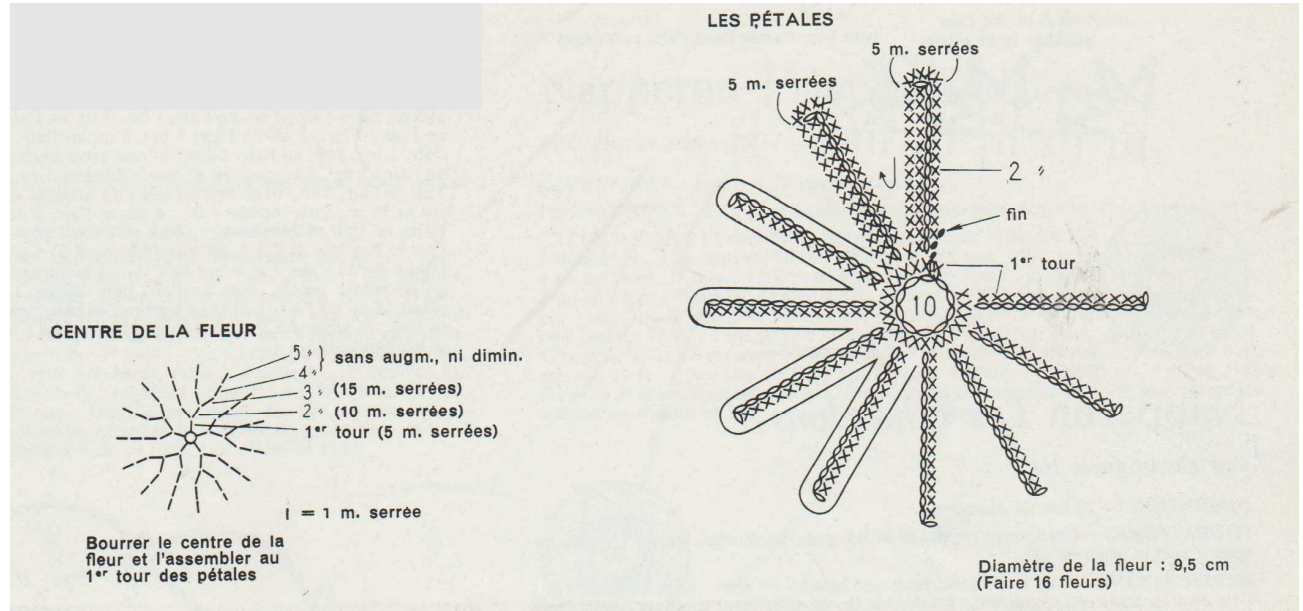 LES PÉTALES
5 m. serrées
5 m. serrées
2 "
fin
1er tour
10
CENTRE DE LA FLEUR
5 "
4 "
} sans augm., ni dimin.
3 " (15 m. serrées)
2 " (10 m. serrées)
1er tour (5 m. serrées)
I = 1 m. serrée
Bourrer le centre de la
fleur et l'assembler au
1er tour des pétales
Diamètre de la fleur : 9,5 cm
(Faire 16 fleurs)